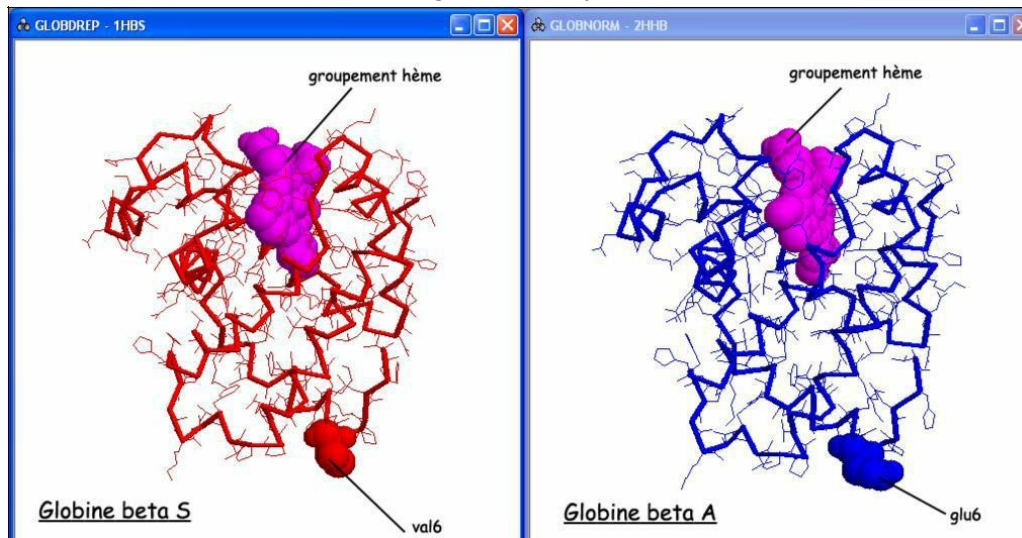 GLOBDREP - 1HBS
groupement hème
Globine beta S
val6
GLOBNORM - 2HHB
groupement hème
Globine beta A
glu6